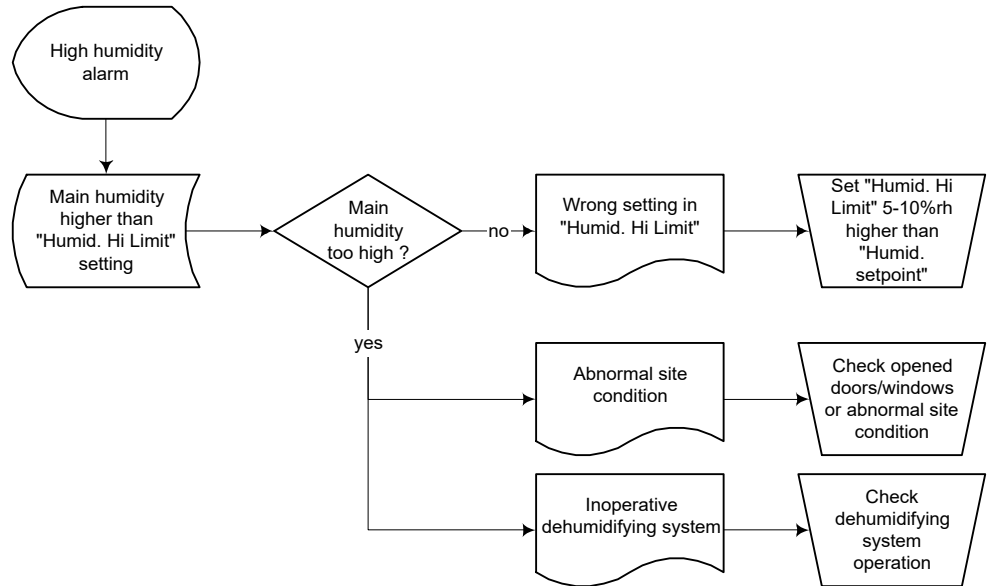 High humidity
alarm
Main humidity
higher than
"Humid. Hi Limit"
setting
Main
humidity
too high ?
no
Wrong setting in
"Humid. Hi Limit"
Set "Humid. Hi
Limit" 5-10%rh
higher than
"Humid.
setpoint"
yes
Abnormal site
condition
Check opened
doors/windows
or abnormal site
condition
Inoperative
dehumidifying system
Check
dehumidifying
system
operation